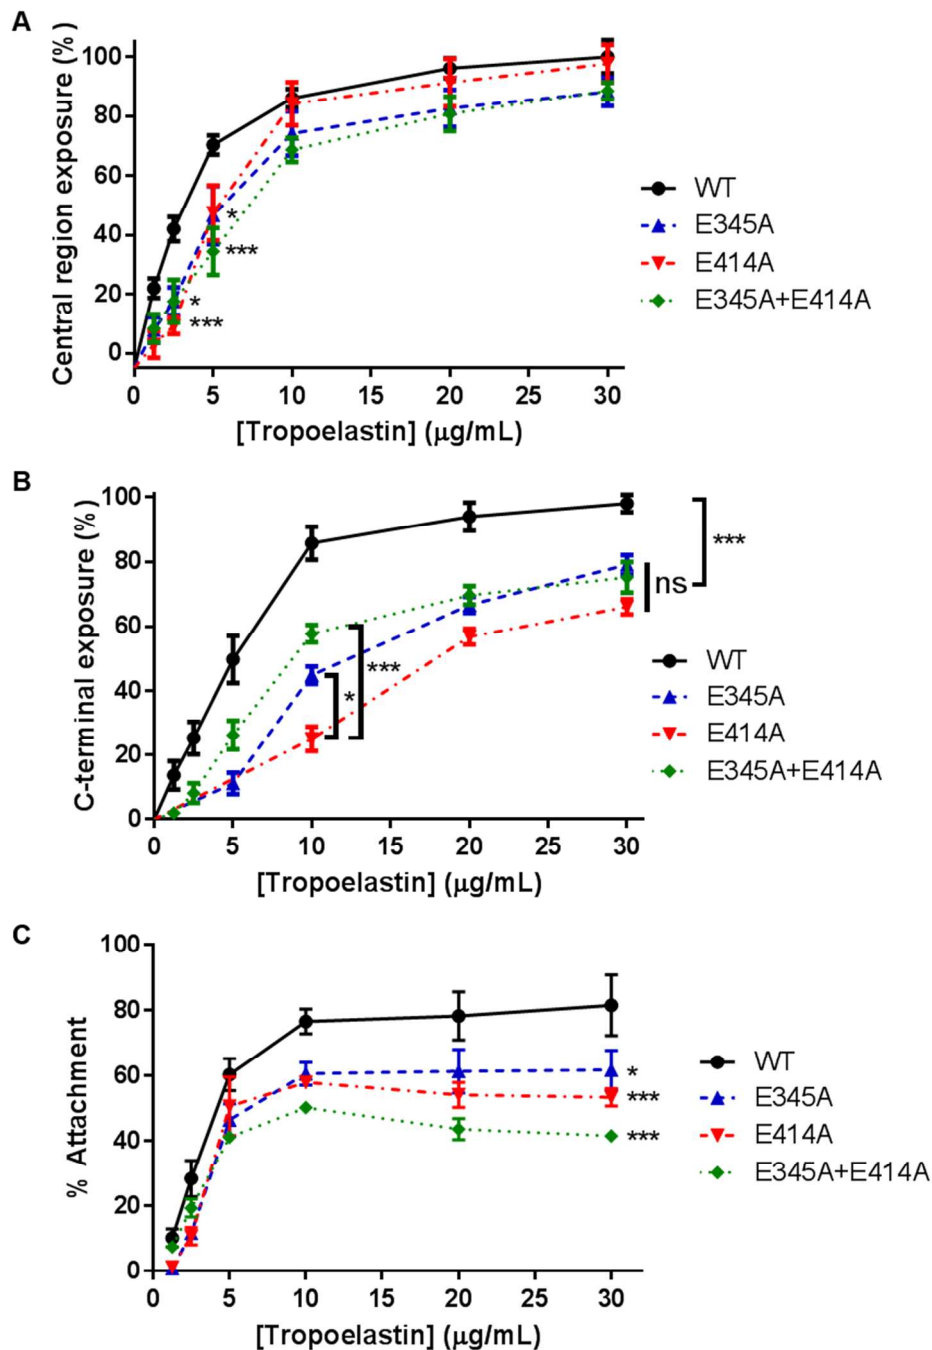 A
Central region exposure (%)
100
80
60
40
20
0
*
***
*
***
0 5 10 15 20 25 30
[Tropoelastin] (μg/mL)
WT
E345A
E414A
E345A+E414A
B
C-terminal exposure (%)
100
80
60
40
20
0
***
ns
***
*
0 5 10 15 20 25 30
[Tropoelastin] (μg/mL)
WT
E345A
E414A
E345A+E414A
C
% Attachment
100
80
60
40
20
0
*
***
***
0 5 10 15 20 25 30
[Tropoelastin] (μg/mL)
WT
E345A
E414A
E345A+E414A